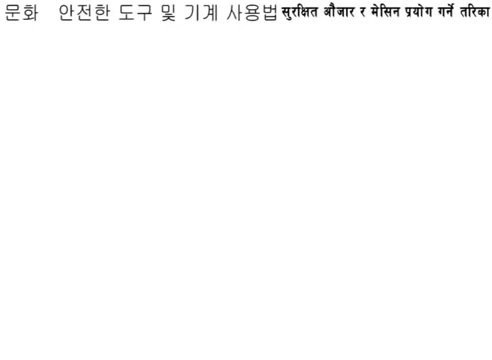 문화 안전한 도구 및 기계 사용법 सुरक्षित औजार र मेसिन प्रयोग गर्ने तरिका